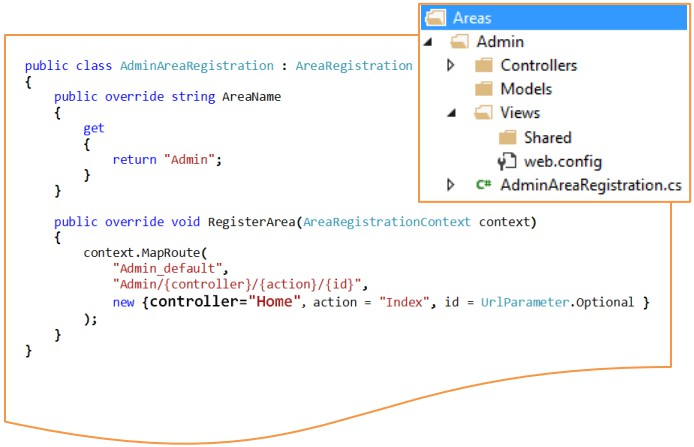 Areas
Admin
Controllers
Models
Views
Shared
web.config
C# AdminAreaRegistration.cs
public class AdminAreaRegistration : AreaRegistration
{
public override string AreaName
{
get
{
return "Admin";
}
}
public override void RegisterArea(AreaRegistrationContext context)
{
context.MapRoute(
"Admin_default",
"Admin/{controller}/{action}/{id}",
new {controller="Home", action = "Index", id = UrlParameter.Optional }
);
}
}